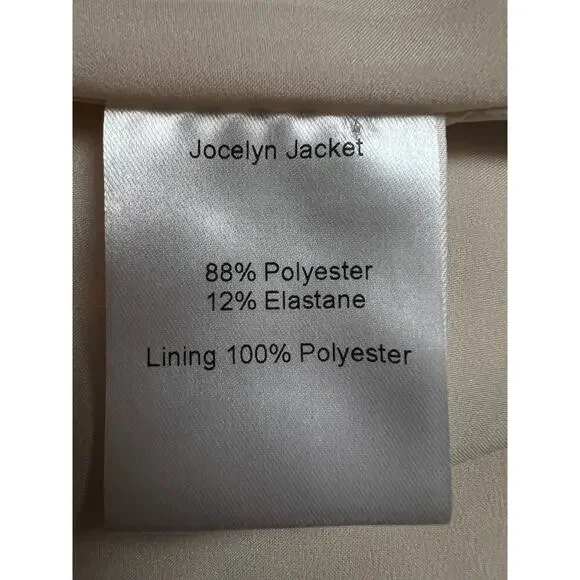 Jocelyn Jacket
88% Polyester
12% Elastane
Lining 100% Polyester